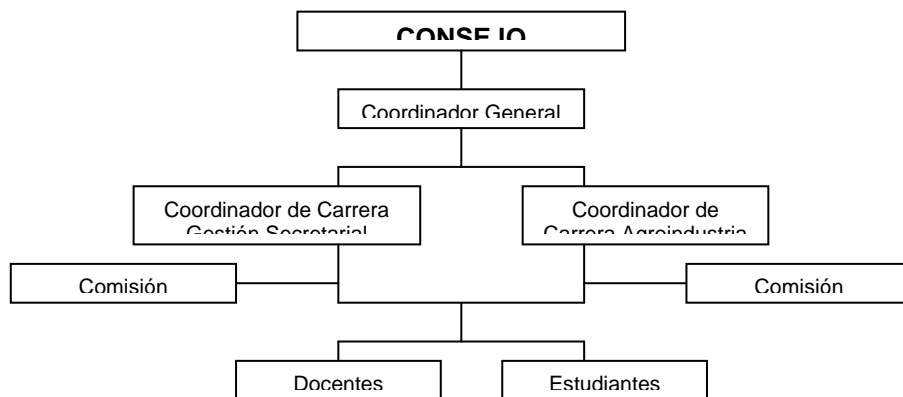 CONSEJO
Coordinador General
Coordinador de Carrera
Gestión Secretarial
Coordinador de
Carrera Agroindustria
Comisión
Comisión
Docentes
Estudiantes